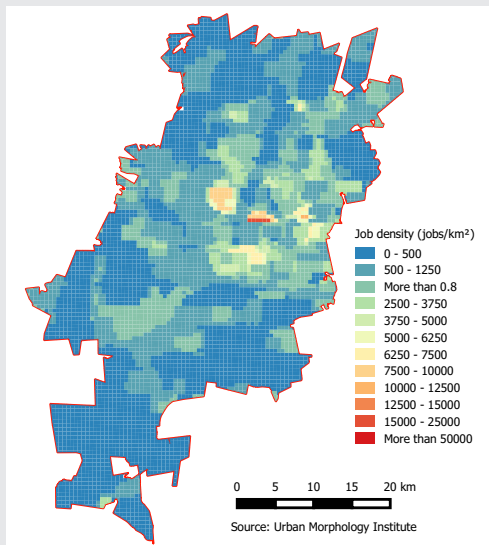 Job density (jobs/km²)
0 - 500
500 - 1250
More than 0.8
2500 - 3750
3750 - 5000
5000 - 6250
6250 - 7500
7500 - 10000
10000 - 12500
12500 - 15000
15000 - 25000
More than 50000
0 5 10 15 20 km
Source: Urban Morphology Institute